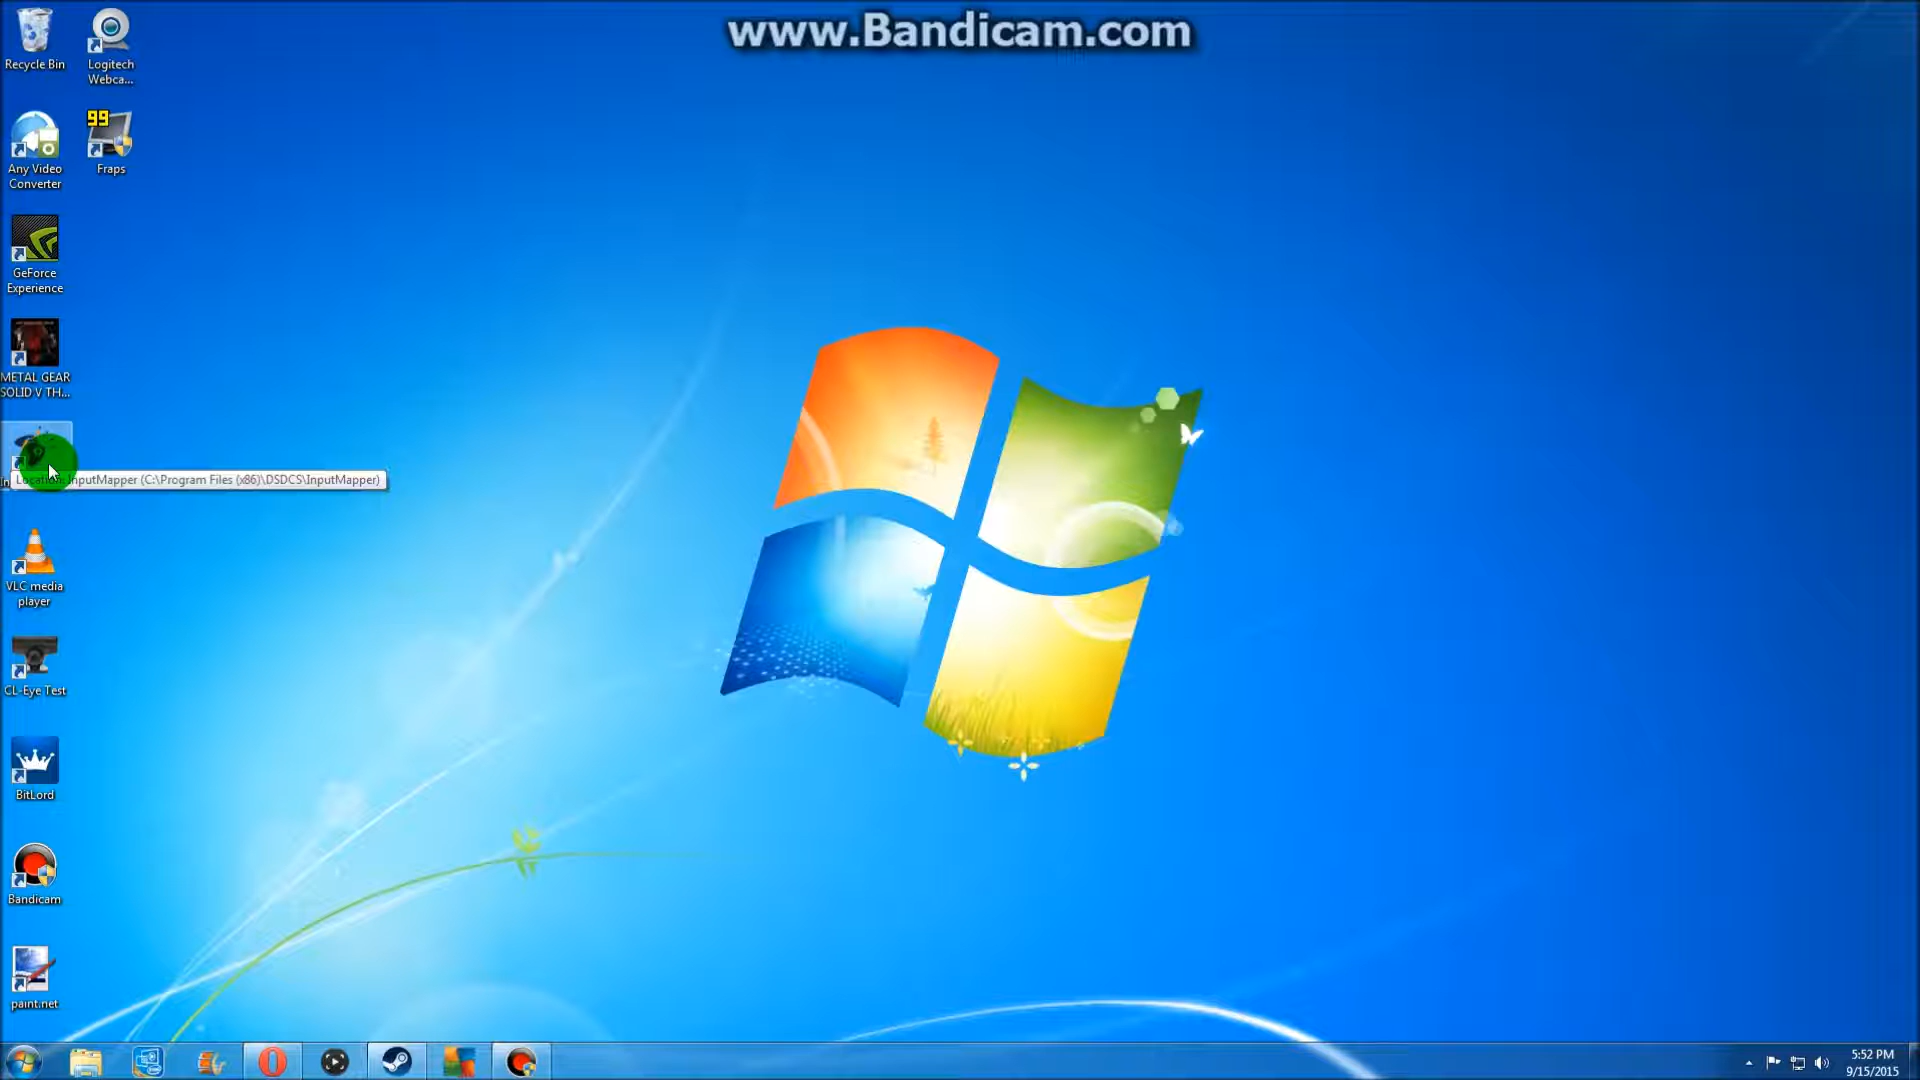 www.Bandicam.com
Recycle Bin
Logitech
Webca...
99
Any Video
Converter
Fraps
GeForce
Experience
METAL GEAR
SOLID V TH...
Location: InputMapper (C:\Program Files (x86)\DSDCS\InputMapper)
VLC media
player
CL-Eye Test
BitLord
Bandicam
paint.net
5:52 PM
9/15/2015